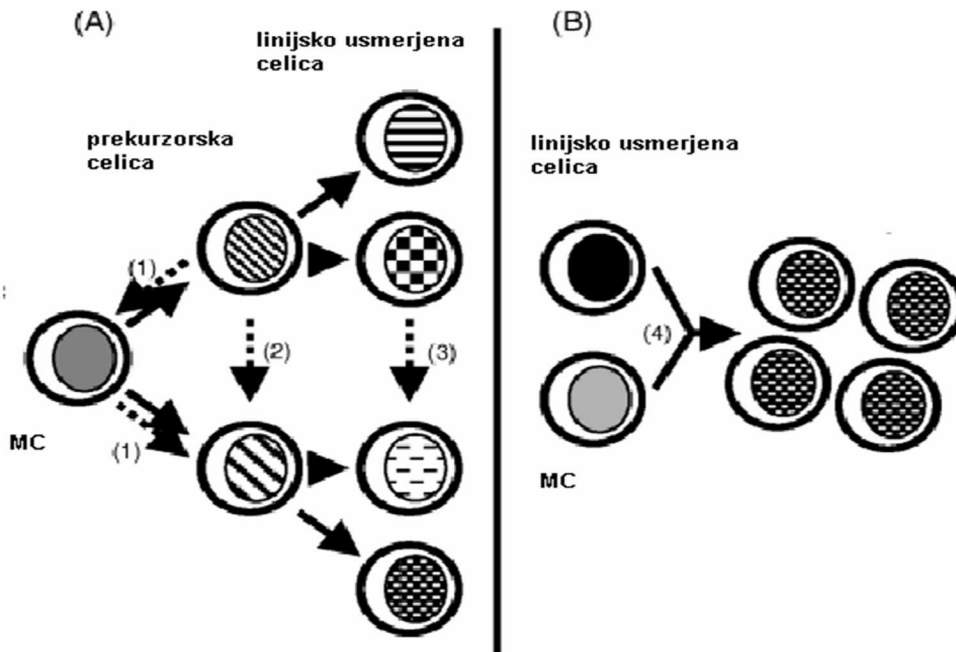 (A)
linijsko usmerjena
celica
prekurzorska
celica
(1)
(2)
(3)
MC
(1)
(B)
linijsko usmerjena
celica
(4)
MC